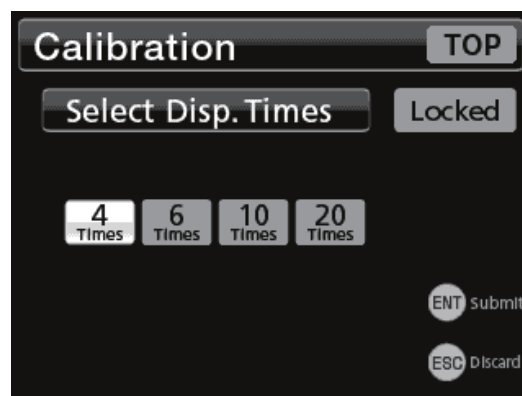 Calibration TOP
Select Disp. Times Locked
4 6 10 20
Times Times Times Times
ENT Submit
ESC Discard